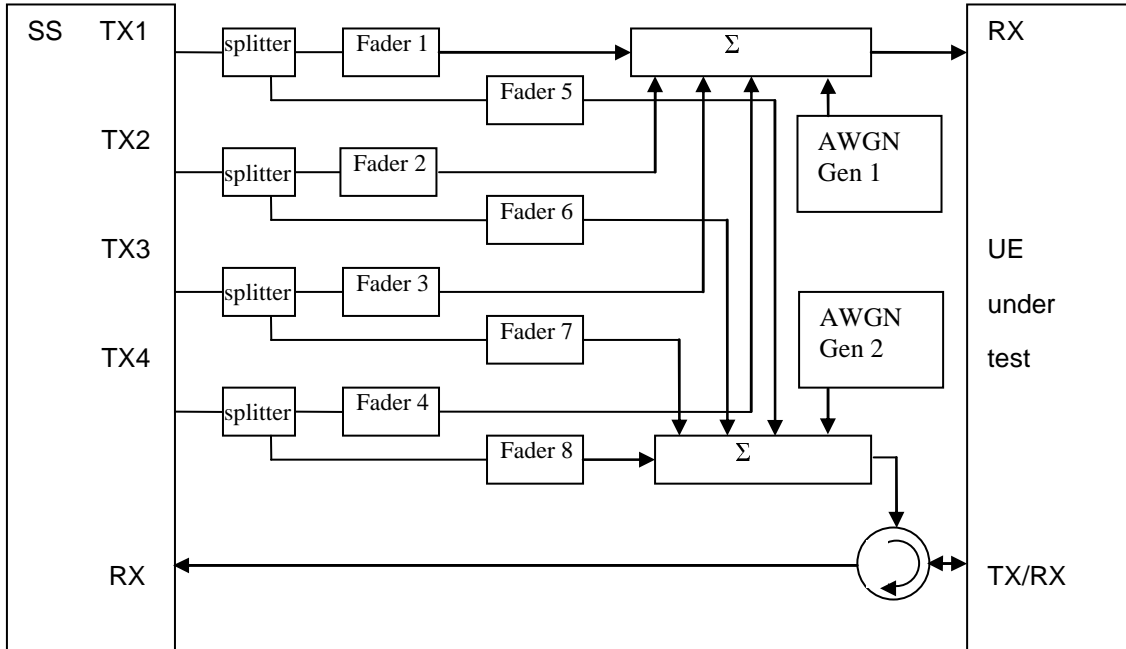 SS TX1
splitter
Fader 1
Σ
RX
Fader 5
TX2
AWGN
Gen 1
splitter
Fader 2
Fader 6
TX3
UE
splitter
Fader 3
under
AWGN
Gen 2
Fader 7
TX4
test
splitter
Fader 4
Fader 8
Σ
RX
TX/RX